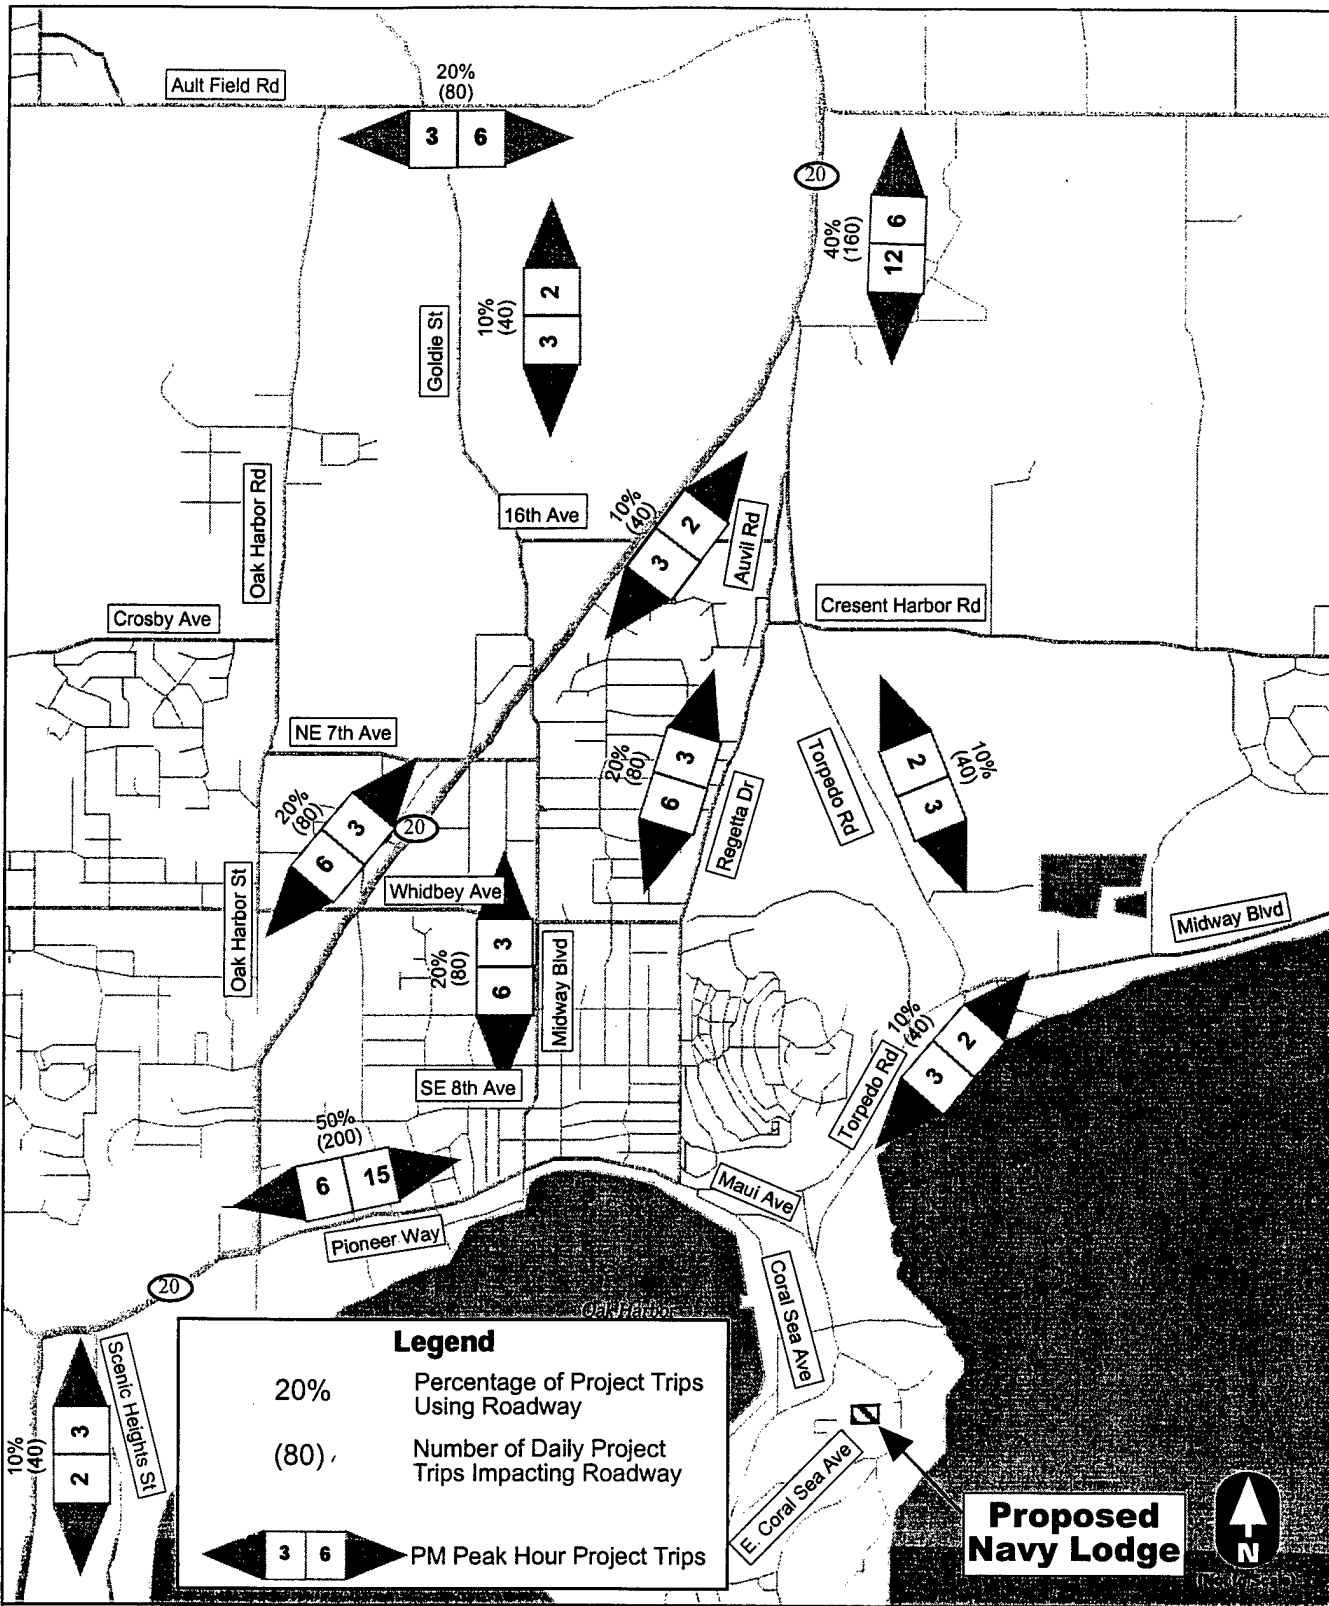 Ault Field Rd
20%
(80)
3 6
20
40%
(160)
12 6
10%
(40)
3 2
Goldie St
Oak Harbor Rd
16th Ave
10%
(40)
3 2
Auvil Rd
Crosby Ave
Cresent Harbor Rd
NE 7th Ave
20%
(80)
6 3
20
20%
(80)
6 3
Regetta Dr
Torpedo Rd
10%
(40)
2
3
Whidbey Ave
Oak Harbor St
20%
(80)
6 3
Midway Blvd
Midway Blvd
SE 8th Ave
10%
(40)
3 2
Torpedo Rd
50%
(200)
6 15
Pioneer Way
Maui Ave
Coral Sea Ave
20
Oak Harbor
Scenic Heights St
10%
(40)
2 3
Legend
20% Percentage of Project Trips
Using Roadway
(80) Number of Daily Project
Trips Impacting Roadway
3 6 PM Peak Hour Project Trips
E. Coral Sea Ave
Proposed
Navy Lodge
N